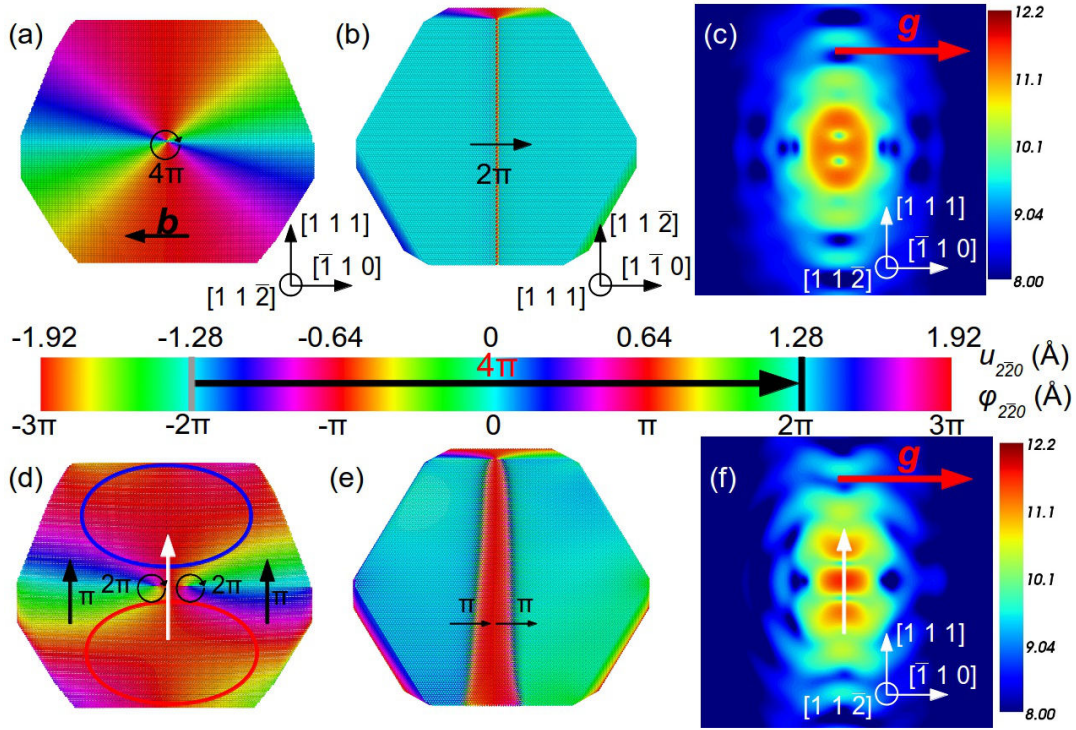 (a)
4π
b
[1 1 1]
[1̅ 1 0]
[1 1 2̅]
(b)
2π
[1 1 2̅]
[1 1̅ 0]
[1 1 1]
(c)
g
[1 1 1]
[1̅ 1 0]
[1 1 2̅]
12.2
11.1
10.1
9.04
8.00
-1.92 -1.28 -0.64 0 0.64 1.28 1.92
u22̅0 (Å)
4π
φ22̅0 (Å)
-3π -2π -π 0 π 2π 3π
(d)
2π 2π
π π
(e)
π π
(f)
g
[1 1 1]
[1̅ 1 0]
[1 1 2̅]
12.2
11.1
10.1
9.04
8.00